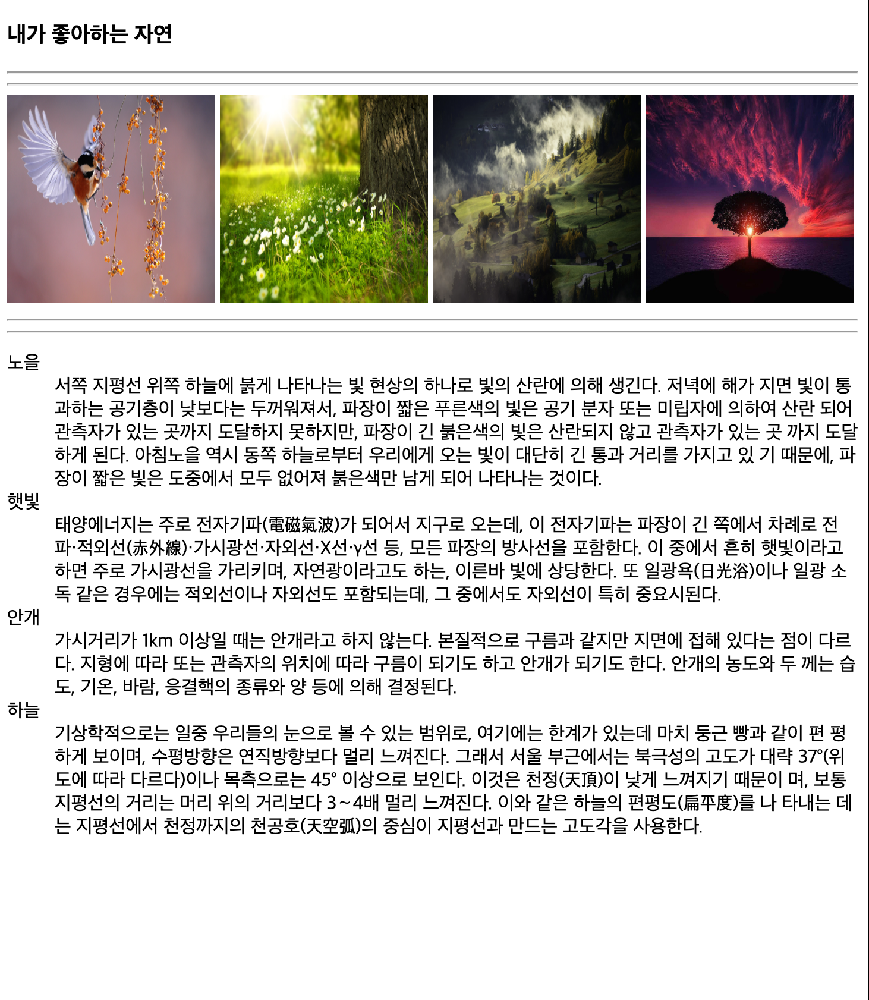 내가 좋아하는 자연
노을
서쪽 지평선 위쪽 하늘에 붉게 나타나는 빛 현상의 하나로 빛의 산란에 의해 생긴다. 저녁에 해가 지면 빛이 통
과하는 공기층이 낮보다는 두꺼워져서, 파장이 짧은 푸른색의 빛은 공기 분자 또는 미립자에 의하여 산란 되어
관측자가 있는 곳까지 도달하지 못하지만, 파장이 긴 붉은색의 빛은 산란되지 않고 관측자가 있는 곳 까지 도달
하게 된다. 아침노을 역시 동쪽 하늘로부터 우리에게 오는 빛이 대단히 긴 통과 거리를 가지고 있 기 때문에, 파
장이 짧은 빛은 도중에서 모두 없어져 붉은색만 남게 되어 나타나는 것이다.
햇빛
태양에너지는 주로 전자기파(電磁氣波)가 되어서 지구로 오는데, 이 전자기파는 파장이 긴 쪽에서 차례로 전
파·적외선(赤外線)·가시광선·자외선·X선·γ선 등, 모든 파장의 방사선을 포함한다. 이 중에서 흔히 햇빛이라고
하면 주로 가시광선을 가리키며, 자연광이라고도 하는, 이른바 빛에 상당한다. 또 일광욕(日光浴)이나 일광 소
독 같은 경우에는 적외선이나 자외선도 포함되는데, 그 중에서도 자외선이 특히 중요시된다.
안개
가시거리가 1km 이상일 때는 안개라고 하지 않는다. 본질적으로 구름과 같지만 지면에 접해 있다는 점이 다르
다. 지형에 따라 또는 관측자의 위치에 따라 구름이 되기도 하고 안개가 되기도 한다. 안개의 농도와 두 께는 습
도, 기온, 바람, 응결핵의 종류와 양 등에 의해 결정된다.
하늘
기상학적으로는 일중 우리들의 눈으로 볼 수 있는 범위로, 여기에는 한계가 있는데 마치 둥근 빵과 같이 편 평
하게 보이며, 수평방향은 연직방향보다 멀리 느껴진다. 그래서 서울 부근에서는 북극성의 고도가 대략 37°(위
도에 따라 다르다)이나 목측으로는 45° 이상으로 보인다. 이것은 천정(天頂)이 낮게 느껴지기 때문이 며, 보통
지평선의 거리는 머리 위의 거리보다 3∼4배 멀리 느껴진다. 이와 같은 하늘의 편평도(扁平度)를 나 타내는 데
는 지평선에서 천정까지의 천공호(天空弧)의 중심이 지평선과 만드는 고도각을 사용한다.